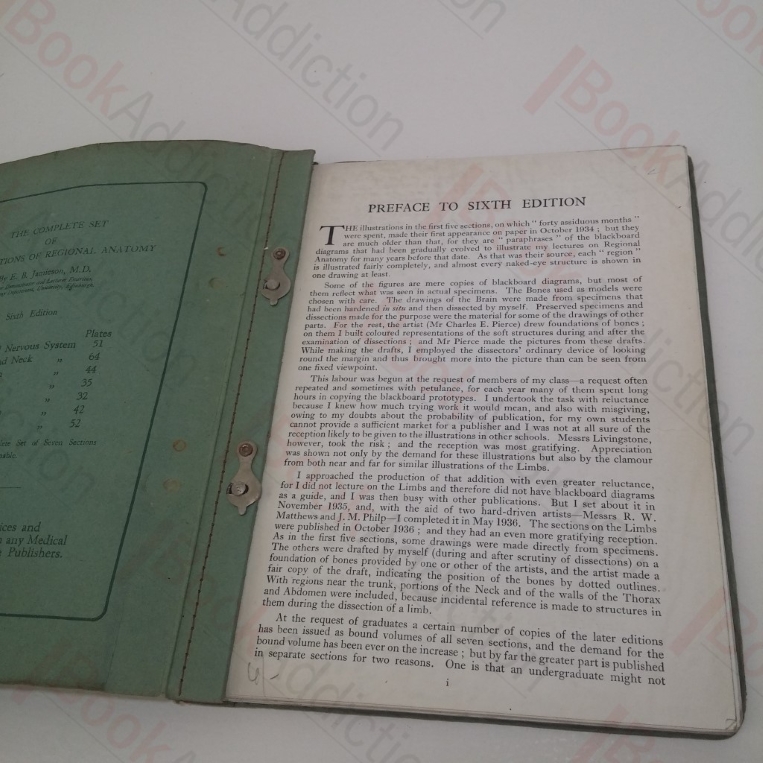 THE COMPLETE SET
OF
TIONS OF REGIONAL ANATOMY
By E. B. Jamieson, M.D.
Sixth Edition
Plates
Nervous System 51
d Neck „ 64
„ 44
„ 35
„ 32
„ 42
„ 52
Set of Seven Sections
ices and
any Medical
Publishers.
PREFACE TO SIXTH EDITION
THE illustrations in the first five sections, on which “ forty assiduous months ”
were spent, made their first appearance on paper in October 1934 ; but they
are much older than that, for they are “ paraphrases ” of the blackboard
diagrams that had been gradually evolved to illustrate my lectures on Regional
Anatomy for many years before that date. As that was their source, each “ region ”
is illustrated fairly completely, and almost every naked-eye structure is shown in
one drawing at least.
Some of the figures are mere copies of blackboard diagrams, but most of
them reflect what was seen in actual specimens. The Bones used as models were
chosen with care. The drawings of the Brain were made from specimens that
had been hardened in situ and then dissected by myself. Preserved specimens and
dissections made for the purpose were the material for some of the drawings of other
parts. For the rest, the artist (Mr Charles E. Pierce) drew foundations of bones ;
on them I built coloured representations of the soft structures during and after the
examination of dissections ; and Mr Pierce made the pictures from these drafts.
While making the drafts, I employed the dissectors' ordinary device of looking
round the margin and thus brought more into the picture than can be seen from
one fixed viewpoint.
This labour was begun at the request of members of my class—a request often
repeated and sometimes with petulance, for each year many of them spent long
hours in copying the blackboard prototypes. I undertook the task with reluctance
because I knew how much trying work it would mean, and also with misgiving,
owing to my doubts about the probability of publication, for my own students
cannot provide a sufficient market for a publisher and I was not at all sure of the
reception likely to be given to the illustrations in other schools. Messrs Livingstone,
however, took the risk ; and the reception was most gratifying. Appreciation
was shown not only by the demand for these illustrations but also by the clamour
from both near and far for similar illustrations of the Limbs.
I approached the production of that addition with even greater reluctance,
for I did not lecture on the Limbs and therefore did not have blackboard diagrams
as a guide, and I was then busy with other publications. But I set about it in
November 1935, and, with the aid of two hard-driven artists—Messrs R. W.
Matthews and J. M. Philp—I completed it in May 1936. The sections on the Limbs
were published in October 1936 ; and they had an even more gratifying reception.
As in the first five sections, some drawings were made directly from specimens.
The others were drafted by myself (during and after scrutiny of dissections) on a
foundation of bones provided by one or other of the artists, and the artist made a
fair copy of the draft, indicating the position of the bones by dotted outlines.
With regions near the trunk, portions of the Neck and of the walls of the Thorax
and Abdomen were included, because incidental reference is made to structures in
them during the dissection of a limb.
At the request of graduates a certain number of copies of the later editions
has been issued as bound volumes of all seven sections, and the demand for the
bound volume has been ever on the increase ; but by far the greater part is published
in separate sections for two reasons. One is that an undergraduate might not
i
BookAddiction